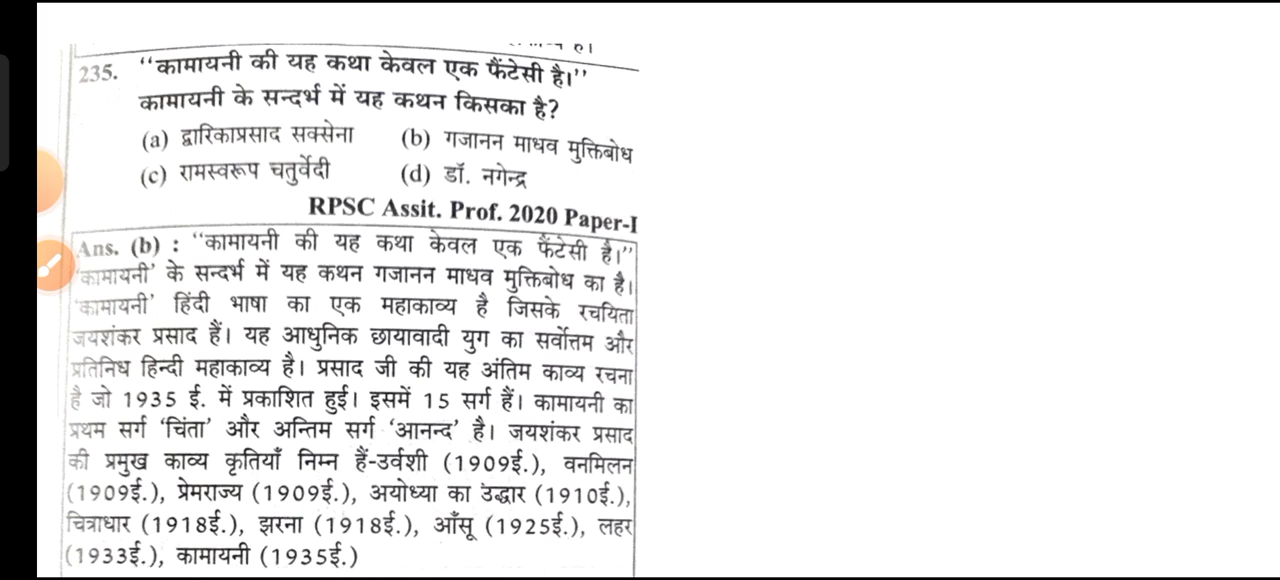 235. “कामायनी की यह कथा केवल एक फैंटेसी है।”
कामायनी के सन्दर्भ में यह कथन किसका है?
(a) द्वारिकाप्रसाद सक्सेना (b) गजानन माधव मुक्तिबोध
(c) रामस्वरूप चतुर्वेदी (d) डॉ. नगेन्द्र
RPSC Assit. Prof. 2020 Paper-I
Ans. (b) : “कामायनी की यह कथा केवल एक फैंटेसी है।”
‘कामायनी’ के सन्दर्भ में यह कथन गजानन माधव मुक्तिबोध का है।
‘कामायनी’ हिंदी भाषा का एक महाकाव्य है जिसके रचयिता
जयशंकर प्रसाद हैं। यह आधुनिक छायावादी युग का सर्वोत्तम और
प्रतिनिध हिन्दी महाकाव्य है। प्रसाद जी की यह अंतिम काव्य रचना
है जो 1935 ई. में प्रकाशित हुई। इसमें 15 सर्ग हैं। कामायनी का
प्रथम सर्ग ‘चिंता’ और अन्तिम सर्ग ‘आनन्द’ है। जयशंकर प्रसाद
की प्रमुख काव्य कृतियाँ निम्न हैं-उर्वशी (1909ई.), वनमिलन
(1909ई.), प्रेमराज्य (1909ई.), अयोध्या का उद्धार (1910ई.),
चित्राधार (1918ई.), झरना (1918ई.), आँसू (1925ई.), लहर
(1933ई.), कामायनी (1935ई.)